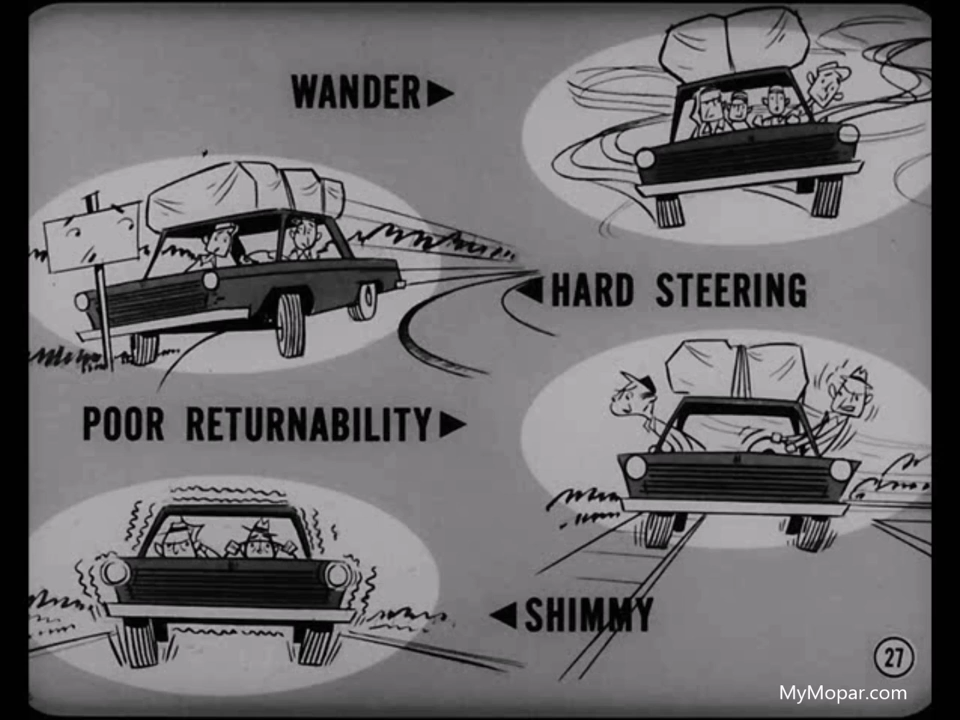 WANDER
HARD STEERING
POOR RETURNABILITY
SHIMMY
27
MyMopar.com